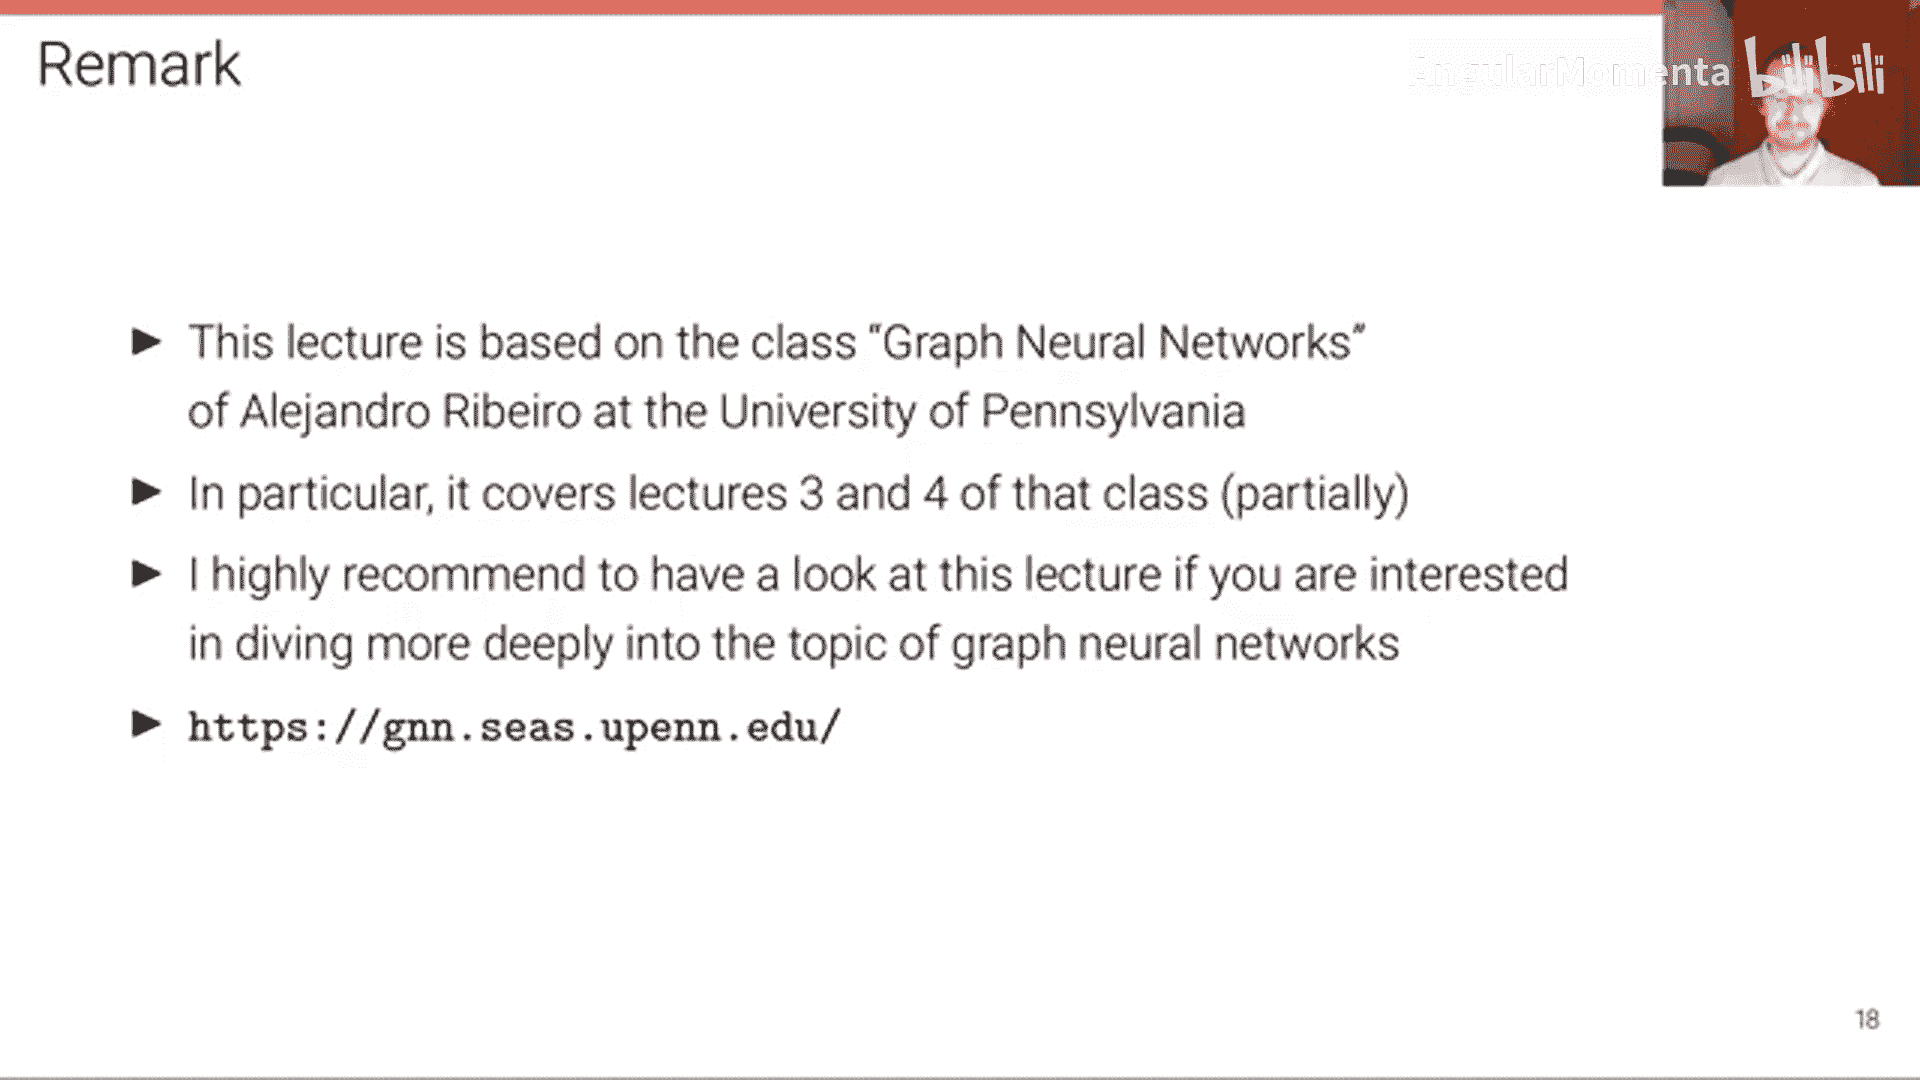 Remark
AngularMomenta bilibili
► This lecture is based on the class “Graph Neural Networks”
of Alejandro Ribeiro at the University of Pennsylvania
► In particular, it covers lectures 3 and 4 of that class (partially)
► I highly recommend to have a look at this lecture if you are interested
in diving more deeply into the topic of graph neural networks
► https://gnn.seas.upenn.edu/
18